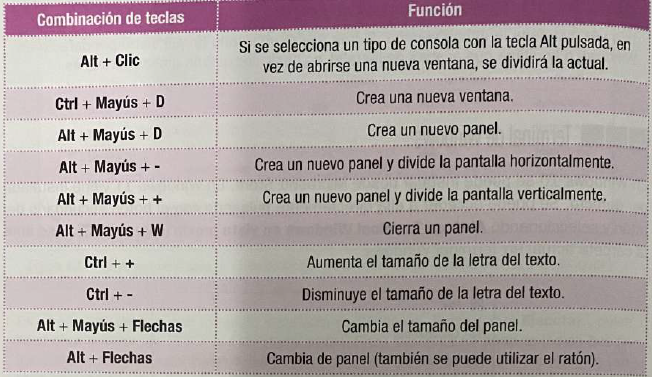 Combinación de teclas Función
Alt + Clic Si se selecciona un tipo de consola con la tecla Alt pulsada, en
vez de abrirse una nueva ventana, se dividirá la actual.
Ctrl + Mayús + D Crea una nueva ventana.
Alt + Mayús + D Crea un nuevo panel.
Alt + Mayús + - Crea un nuevo panel y divide la pantalla horizontalmente.
Alt + Mayús + + Crea un nuevo panel y divide la pantalla verticalmente.
Alt + Mayús + W Cierra un panel.
Ctrl + + Aumenta el tamaño de la letra del texto.
Ctrl + - Disminuye el tamaño de la letra del texto.
Alt + Mayús + Flechas Cambia el tamaño del panel.
Alt + Flechas Cambia de panel (también se puede utilizar el ratón).